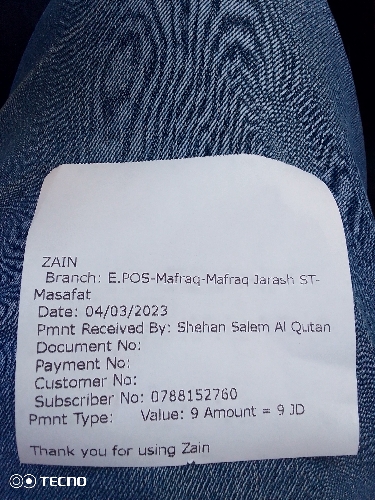 ZAIN
Branch: E.POS-Mafraq-Mafraq Jarash ST-
Masafat
Date: 04/03/2023
Pmnt Received By: Shehan Salem Al Qutan
Document No:
Payment No:
Customer No:
Subscriber No: 0788152760
Pmnt Type: Value: 9 Amount = 9 JD
Thank you for using Zain
TECNO